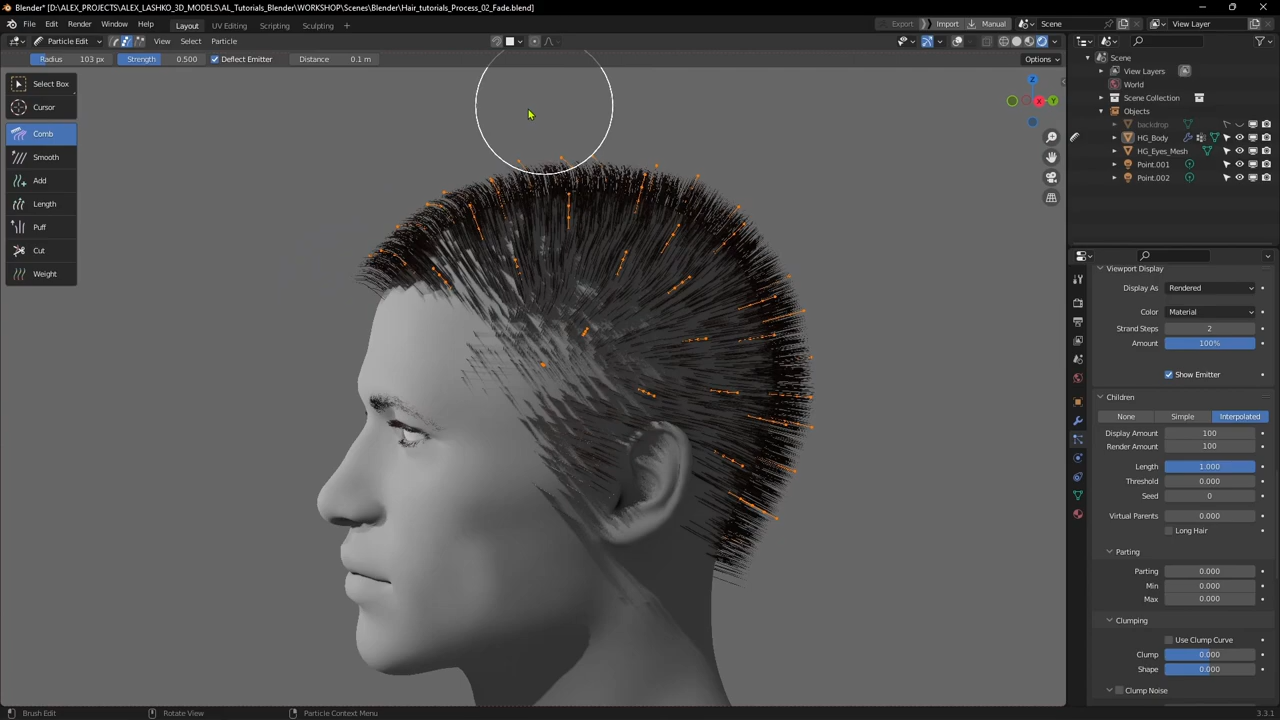 Blender* [D:\ALEX_PROJECTS\ALEX_LASHKO_3D_MODELS\AL_Tutorials_Blender\WORKSHOP\Scenes\Blender\Hair_tutorials_Process_02_Fade.blend]
File Edit Render Window Help Layout UV Editing Scripting Sculpting + Export Import Manual Scene View Layer
Particle Edit View Select Particle
Radius 103 px Strength 0.500 Deflect Emitter Distance 0.1 m Options
Select Box
Cursor
Comb
Smooth
Add
Length
Puff
Cut
Weight
Z
X
Y
Scene
View Layers
World
Scene Collection
Objects
backdrop
HG_Body
HG_Eyes_Mesh
Point.001
Point.002
Viewport Display
Display As Rendered
Color Material
Strand Steps 2
Amount 100%
Show Emitter
Children
None Simple Interpolated
Display Amount 100
Render Amount 100
Length 1.000
Threshold 0.000
Seed 0
Virtual Parents 0.000
Long Hair
Parting
Parting 0.000
Min 0.000
Max 0.000
Clumping
Use Clump Curve
Clump 0.000
Shape 0.000
Clump Noise
Brush Edit Rotate View Particle Context Menu 3.3.1